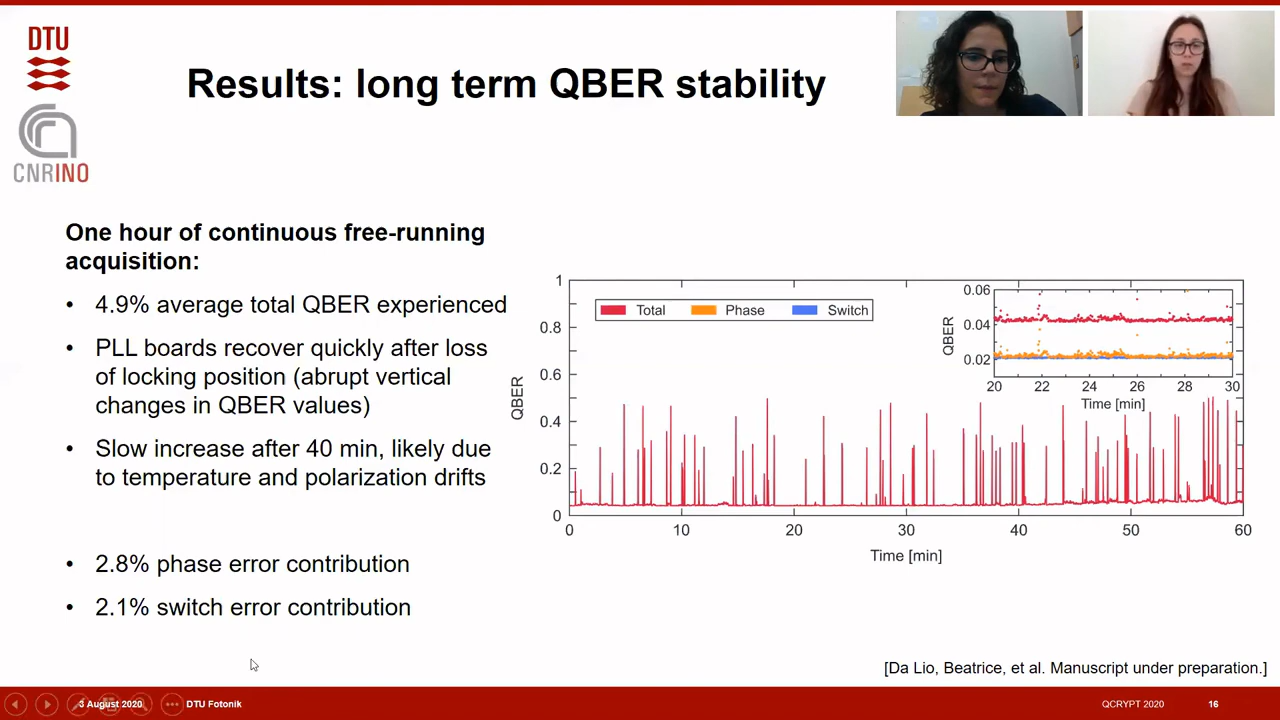 DTU
CNRINO
Results: long term QBER stability
One hour of continuous free-running
acquisition:
• 4.9% average total QBER experienced
• PLL boards recover quickly after loss
of locking position (abrupt vertical
changes in QBER values)
• Slow increase after 40 min, likely due
to temperature and polarization drifts
• 2.8% phase error contribution
• 2.1% switch error contribution
QBER
1
0.8
0.6
0.4
0.2
0
0 10 20 30 40 50 60
Time [min]
Total Phase Switch
QBER
0.06
0.04
0.02
20 22 24 26 28 30
Time [min]
[Da Lio, Beatrice, et al. Manuscript under preparation.]
3 August 2020 DTU Fotonik QCRYPT 2020 16